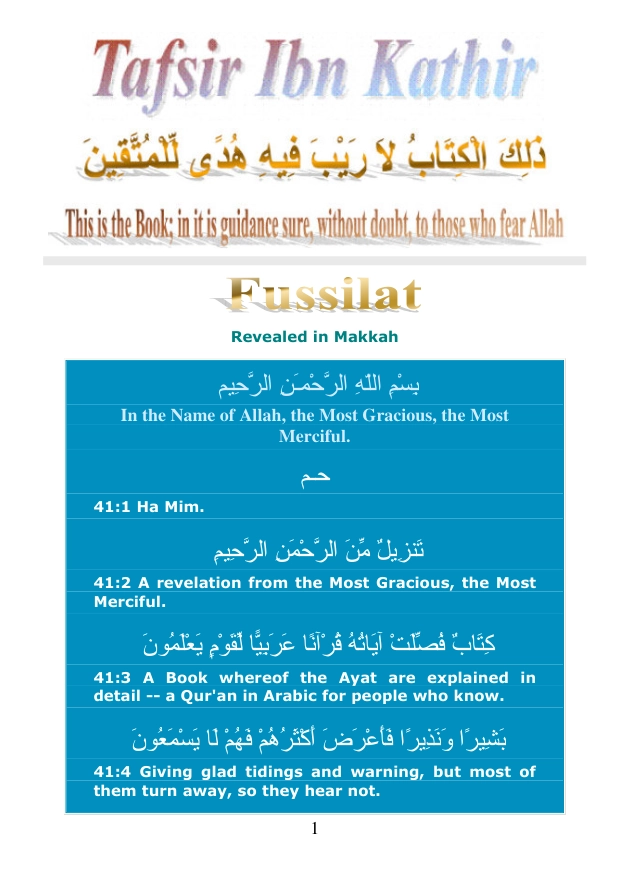 Tafsir Ibn Kathir
ذَلِكَ الْكِتَابُ لاَ رَيْبَ فِيهِ هُدًى لِّلْمُتَّقِينَ
This is the Book; in it is guidance sure, without doubt, to those who fear Allah
Fussilat
Revealed in Makkah
بِسْمِ اللَّهِ الرَّحْمـَنِ الرَّحِيمِ
In the Name of Allah, the Most Gracious, the Most
Merciful.
حـم
41:1 Ha Mim.
تَنزِيلٌ مِّنَ الرَّحْمَنِ الرَّحِيمِ
41:2 A revelation from the Most Gracious, the Most
Merciful.
كِتَابٌ فُصِّلَتْ آيَاتُهُ قُرْآنًا عَرَبِيًّا لِّقَوْمٍ يَعْلَمُونَ
41:3 A Book whereof the Ayat are explained in
detail -- a Qur'an in Arabic for people who know.
بَشِيرًا وَنَذِيرًا فَأَعْرَضَ أَكْثَرُهُمْ فَهُمْ لَا يَسْمَعُونَ
41:4 Giving glad tidings and warning, but most of
them turn away, so they hear not.
1